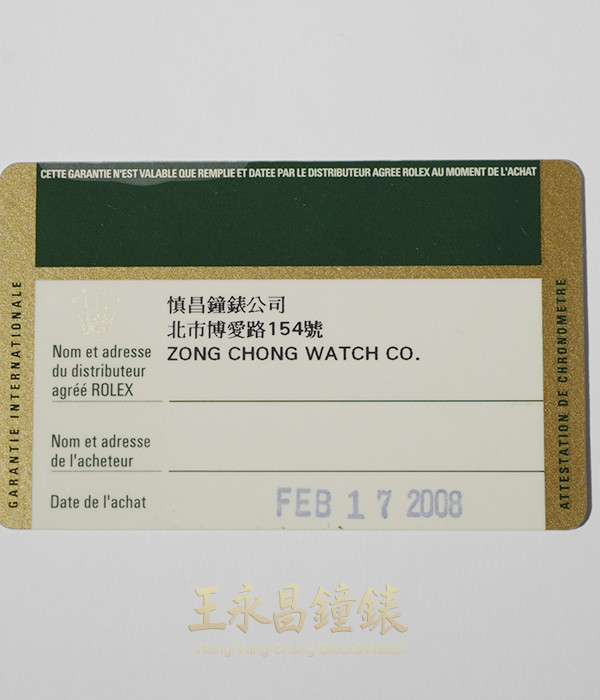 CETTE GARANTIE N'EST VALABLE QUE REMPLIE ET DATEE PAR LE DISTRIBUTEUR AGREE ROLEX AU MOMENT DE L'ACHAT
GARANTIE INTERNATIONALE
慎昌鐘錶公司
北市博愛路154號
Nom et adresse
du distributeur
agréé ROLEX
ZONG CHONG WATCH CO.
Nom et adresse
de l'acheteur
Date de l'achat
FEB 17 2008
ATTESTATION DE CHRONOMETRE
王永昌鐘錶